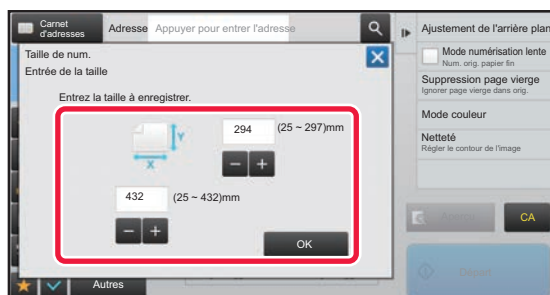 Carnet
d'adresses
Adresse
Appuyer pour entrer l'adresse
Taille de num.
Entrée de la taille
Entrez la taille à enregistrer.
Y
X
294
(25 ~ 297)mm
432
(25 ~ 432)mm
OK
Autres
Ajustement de l'arrière plan
Mode numérisation lente
Num. orig. papier fin
Suppression page vierge
Ignorer page vierge dans orig.
Mode couleur
Netteté
Régler le contour de l'image
CA
Départ